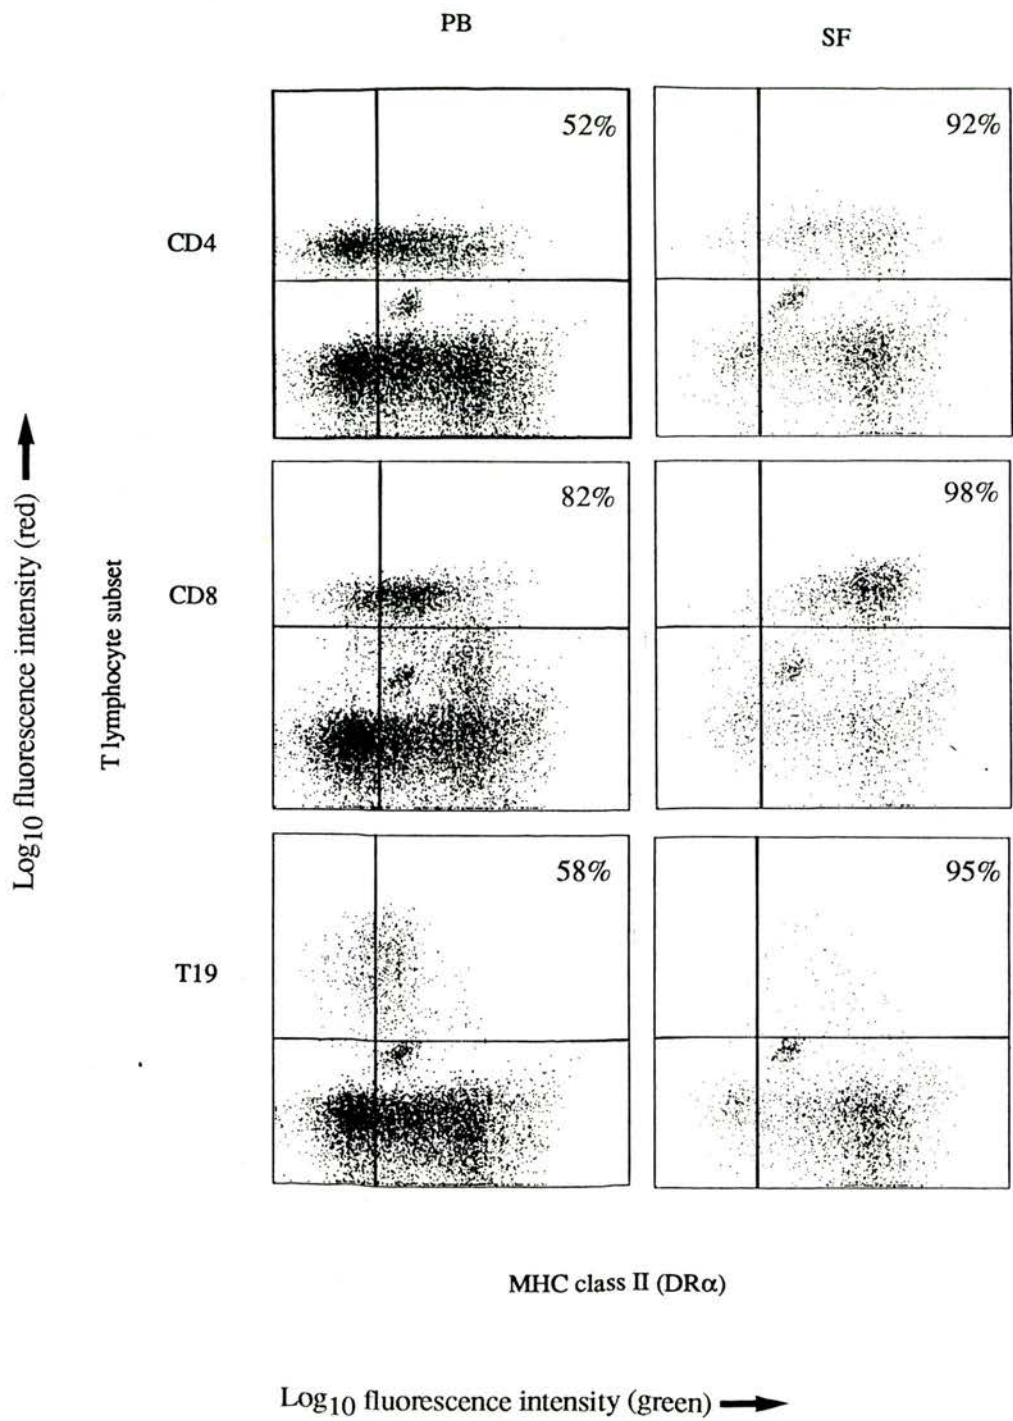 PB
SF
52%
92%
CD4
82%
98%
CD8
58%
95%
T19
T lymphocyte subset
Log10 fluorescence intensity (red)
MHC class II (DRα)
Log10 fluorescence intensity (green)